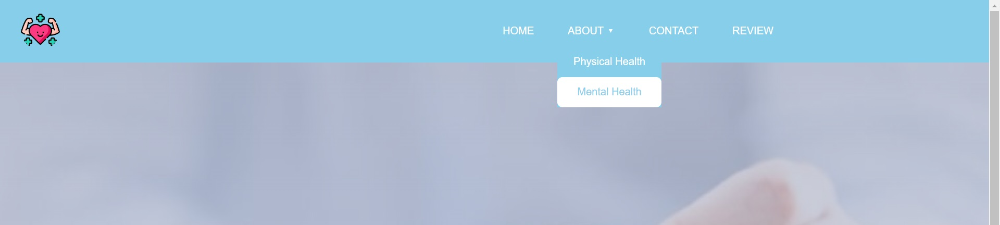 HOME ABOUT ▼ CONTACT REVIEW
Physical Health
Mental Health